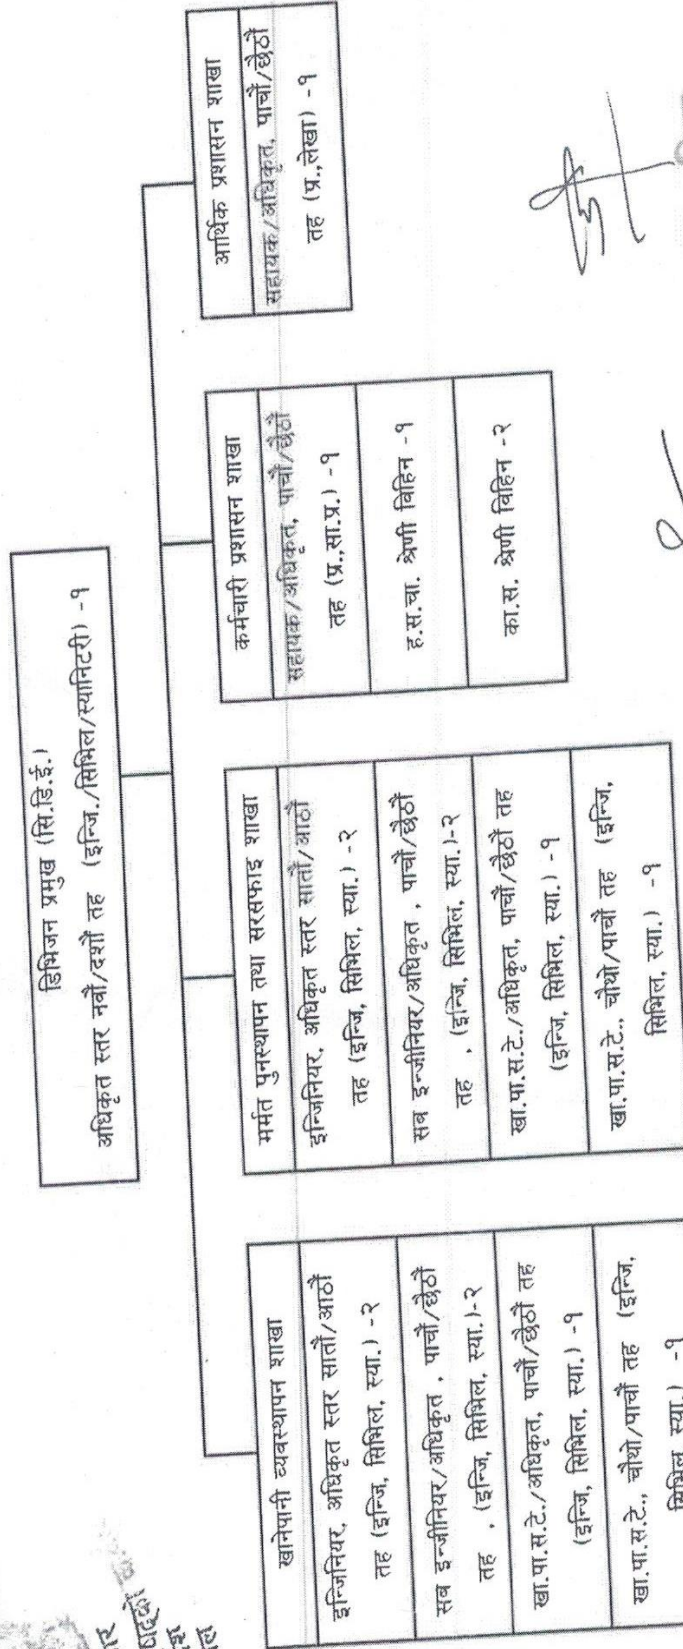 डिभिजन प्रमुख (सि.डि.ई.)
अधिकृत स्तर नवौं/दशौं तह (इन्जि./सिभिल/स्यानिटरी) -१
खानेपानी व्यवस्थापन शाखा
इन्जिनियर, अधिकृत स्तर सातौं/आठौं
तह (इन्जि, सिभिल, स्या.) -२
सब इन्जीनियर/अधिकृत , पाचौं/छैठौं
तह . (इन्जि, सिभिल, स्या.)-२
खा.पा.स.टे./अधिकृत, पाचौं/छैठौं तह
(इन्जि, सिभिल, स्या.) -१
खा.पा.स.टे., चौथो/पाचौं तह (इन्जि,
सिभिल, स्या.) -१
मर्मत पुनस्थापन तथा सरसफाइ शाखा
इन्जिनियर, अधिकृत स्तर सातौं/आठौं
तह (इन्जि, सिभिल, स्या.) -२
सब इन्जीनियर/अधिकृत , पाचौं/छैठौं
तह . (इन्जि, सिभिल, स्या.)-२
खा.पा.स.टे./अधिकृत, पाचौं/छैठौं तह
(इन्जि, सिभिल, स्या.) -१
खा.पा.स.टे., चौथो/पाचौं तह (इन्जि,
सिभिल, स्या.) -१
कर्मचारी प्रशासन शाखा
सहायक/अधिकृत, पाचौं/छैठौं
तह (प्र.,सा.प्र.) -१
ह.स.चा. श्रेणी विहिन -१
का.स. श्रेणी विहिन -२
आर्थिक प्रशासन शाखा
सहायक/अधिकृत, पाचौं/छैठौं
तह (प्र.,लेखा) -१